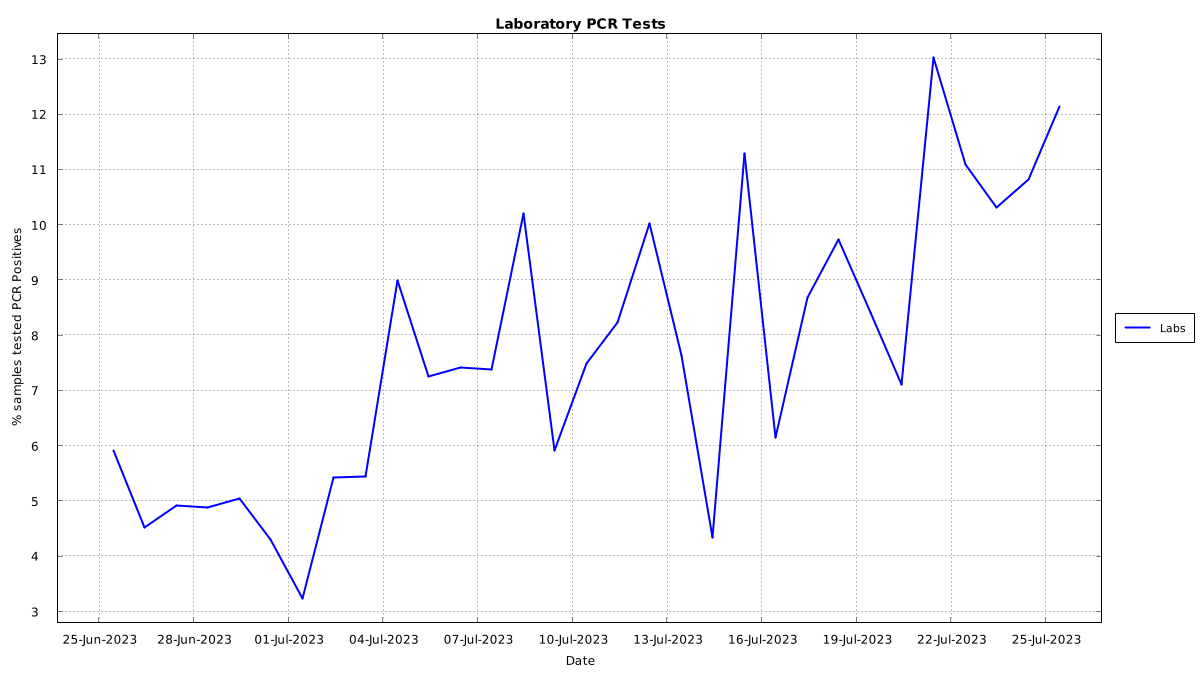 Laboratory PCR Tests
% samples tested PCR Positives
13
12
11
10
9
8
7
6
5
4
3
25-Jun-2023 28-Jun-2023 01-Jul-2023 04-Jul-2023 07-Jul-2023 10-Jul-2023 13-Jul-2023 16-Jul-2023 19-Jul-2023 22-Jul-2023 25-Jul-2023
Date
Labs